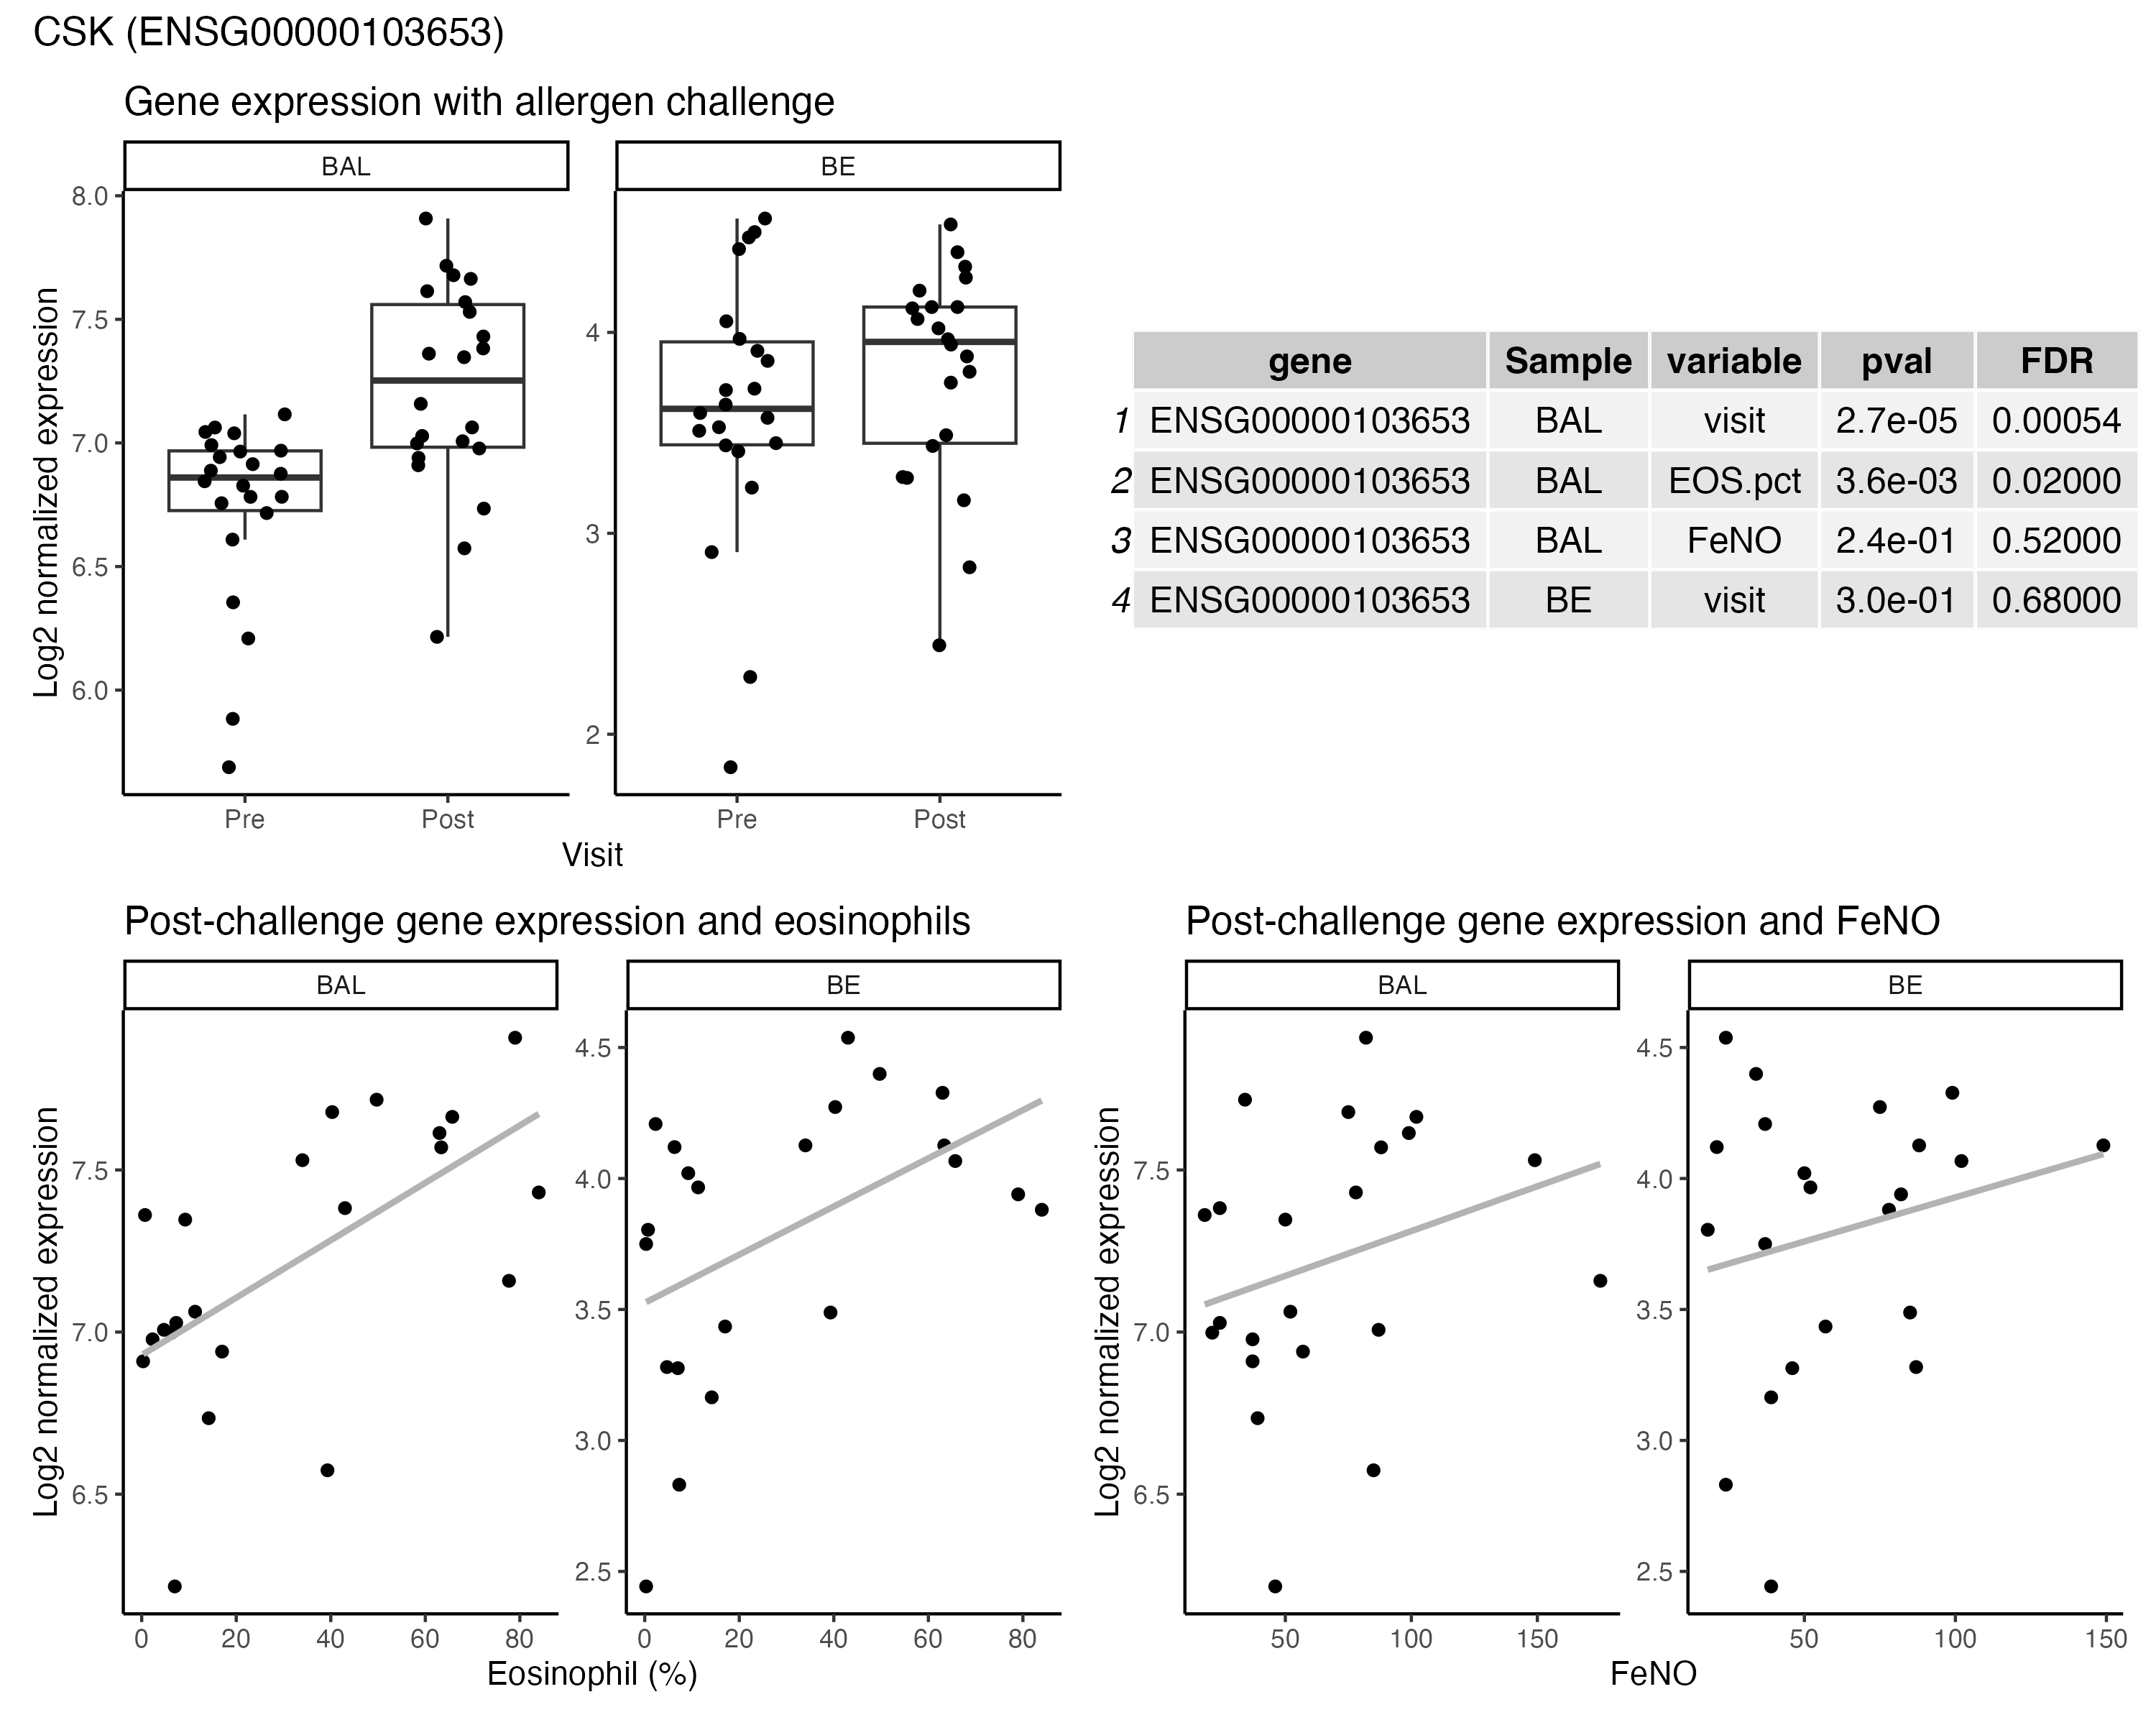 CSK (ENSG00000103653)
Gene expression with allergen challenge
BAL
BE
Log2 normalized expression
8.0
7.5
7.0
6.5
6.0
4
3
2
Pre
Post
Pre
Post
Visit
gene Sample variable pval FDR
1 ENSG00000103653 BAL visit 2.7e-05 0.00054
2 ENSG00000103653 BAL EOS.pct 3.6e-03 0.02000
3 ENSG00000103653 BAL FeNO 2.4e-01 0.52000
4 ENSG00000103653 BE visit 3.0e-01 0.68000
Post-challenge gene expression and eosinophils
BAL
BE
Log2 normalized expression
7.5
7.0
6.5
4.5
4.0
3.5
3.0
2.5
0 20 40 60 80
0 20 40 60 80
Eosinophil (%)
Post-challenge gene expression and FeNO
BAL
BE
Log2 normalized expression
7.5
7.0
6.5
4.5
4.0
3.5
3.0
2.5
50 100 150
50 100 150
FeNO